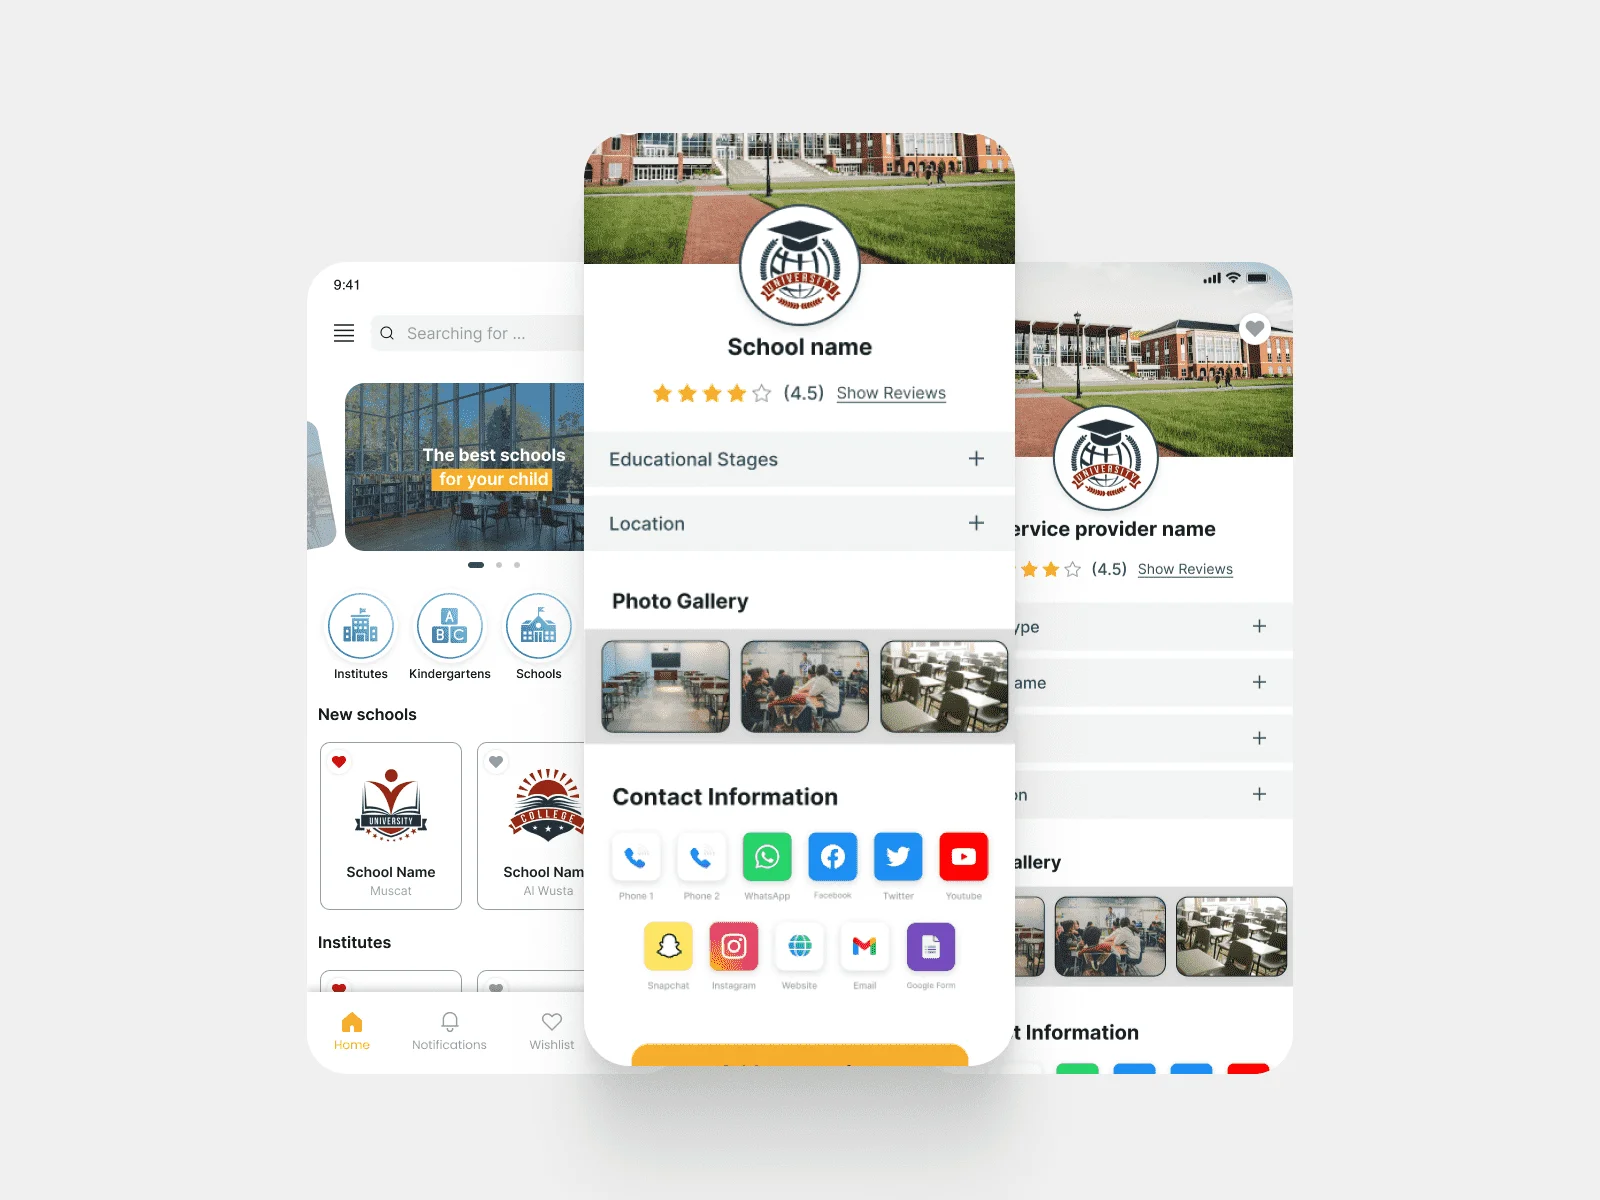 9:41
Searching for ...
The best schools
for your child
Institutes
Kindergartens
Schools
New schools
UNIVERSITY
School Name
Muscat
COLLEGE
School Nam
Al Wusta
Institutes
Home
Notifications
Wishlist
UNIVERSITY
School name
(4.5) Show Reviews
Educational Stages
Location
Photo Gallery
Contact Information
Phone 1
Phone 2
WhatsApp
Facebook
Twitter
Youtube
Snapchat
Instagram
Website
Email
Google Form
UNIVERSITY
ervice provider name
(4.5) Show Reviews
ype
ame
on
allery
t Information